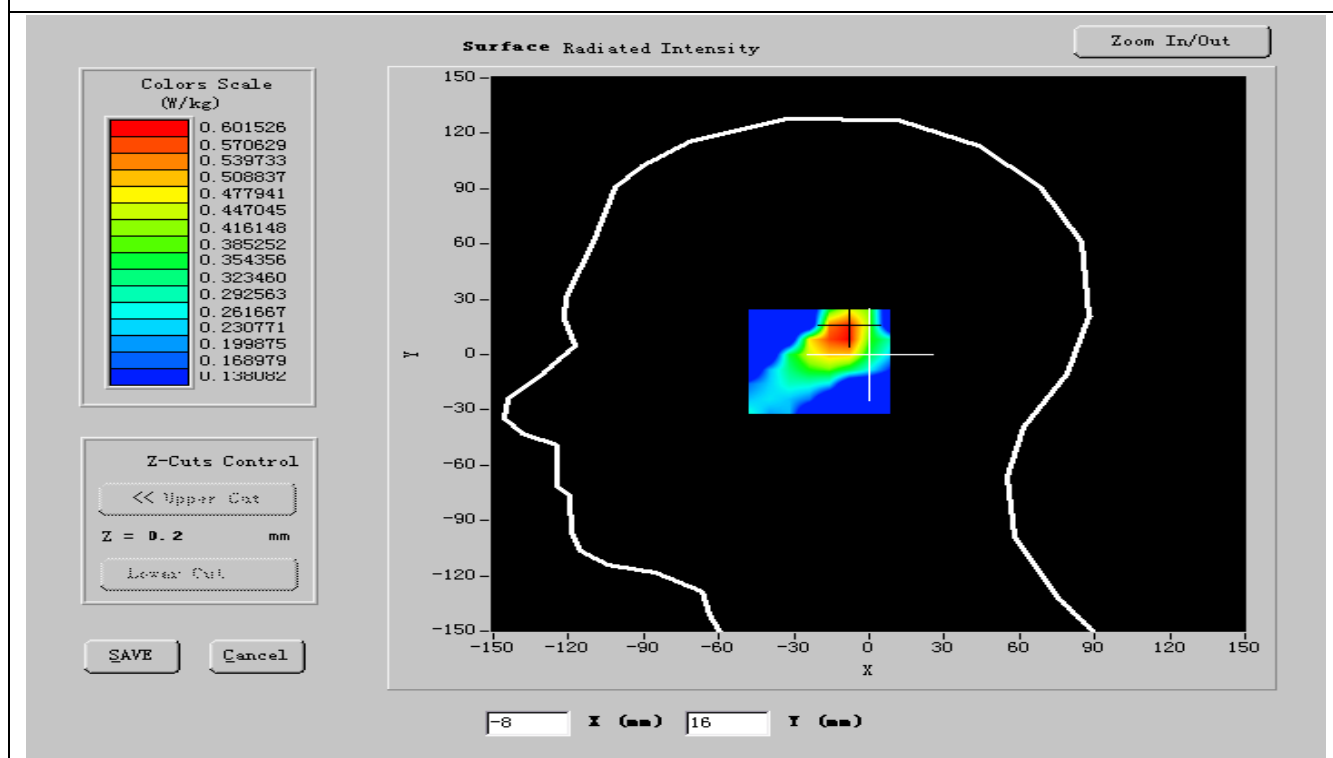 Surface Radiated Intensity
Zoom In/Out
Colors Scale
(W/kg)
0.601526
0.570629
0.539733
0.508837
0.477941
0.447045
0.416148
0.385252
0.354356
0.323460
0.292563
0.261667
0.230771
0.199875
0.168979
0.138082
Z-Cuts Control
<< Upper Cut
Z = 0.2 mm
Lower Cut
SAVE
Cancel
150
120
90
60
30
0
-30
-60
-90
-120
-150
Y
-150 -120 -90 -60 -30 0 30 60 90 120 150
X
-8 X (mm) 16 Y (mm)